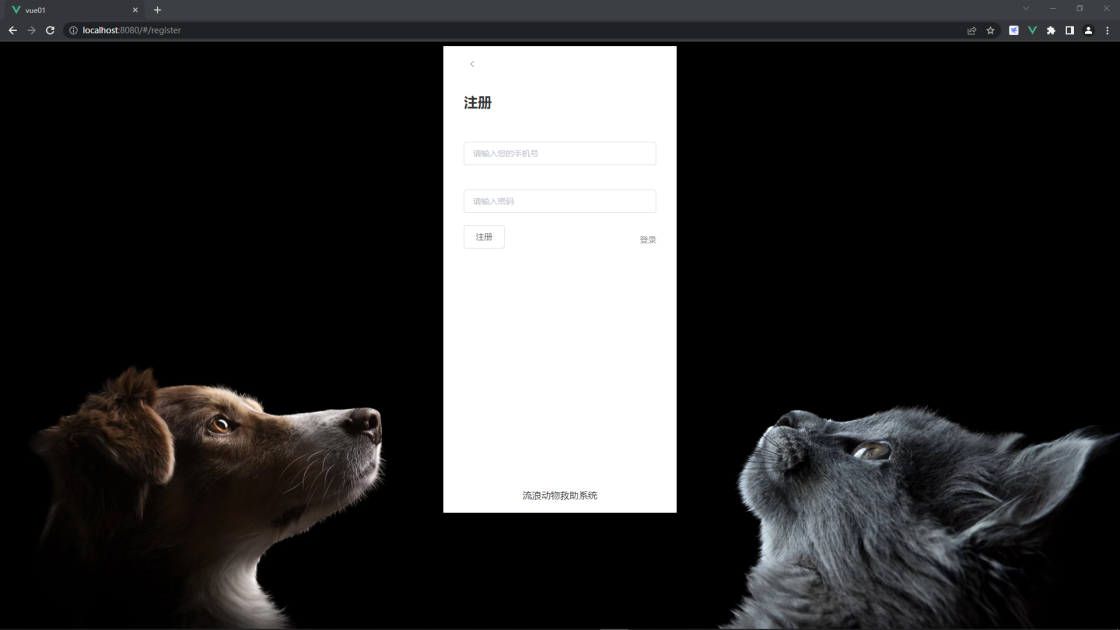 vue01
localhost:8080/#/register
注册
请输入您的手机号
请输入密码
注册
登录
流浪动物救助系统